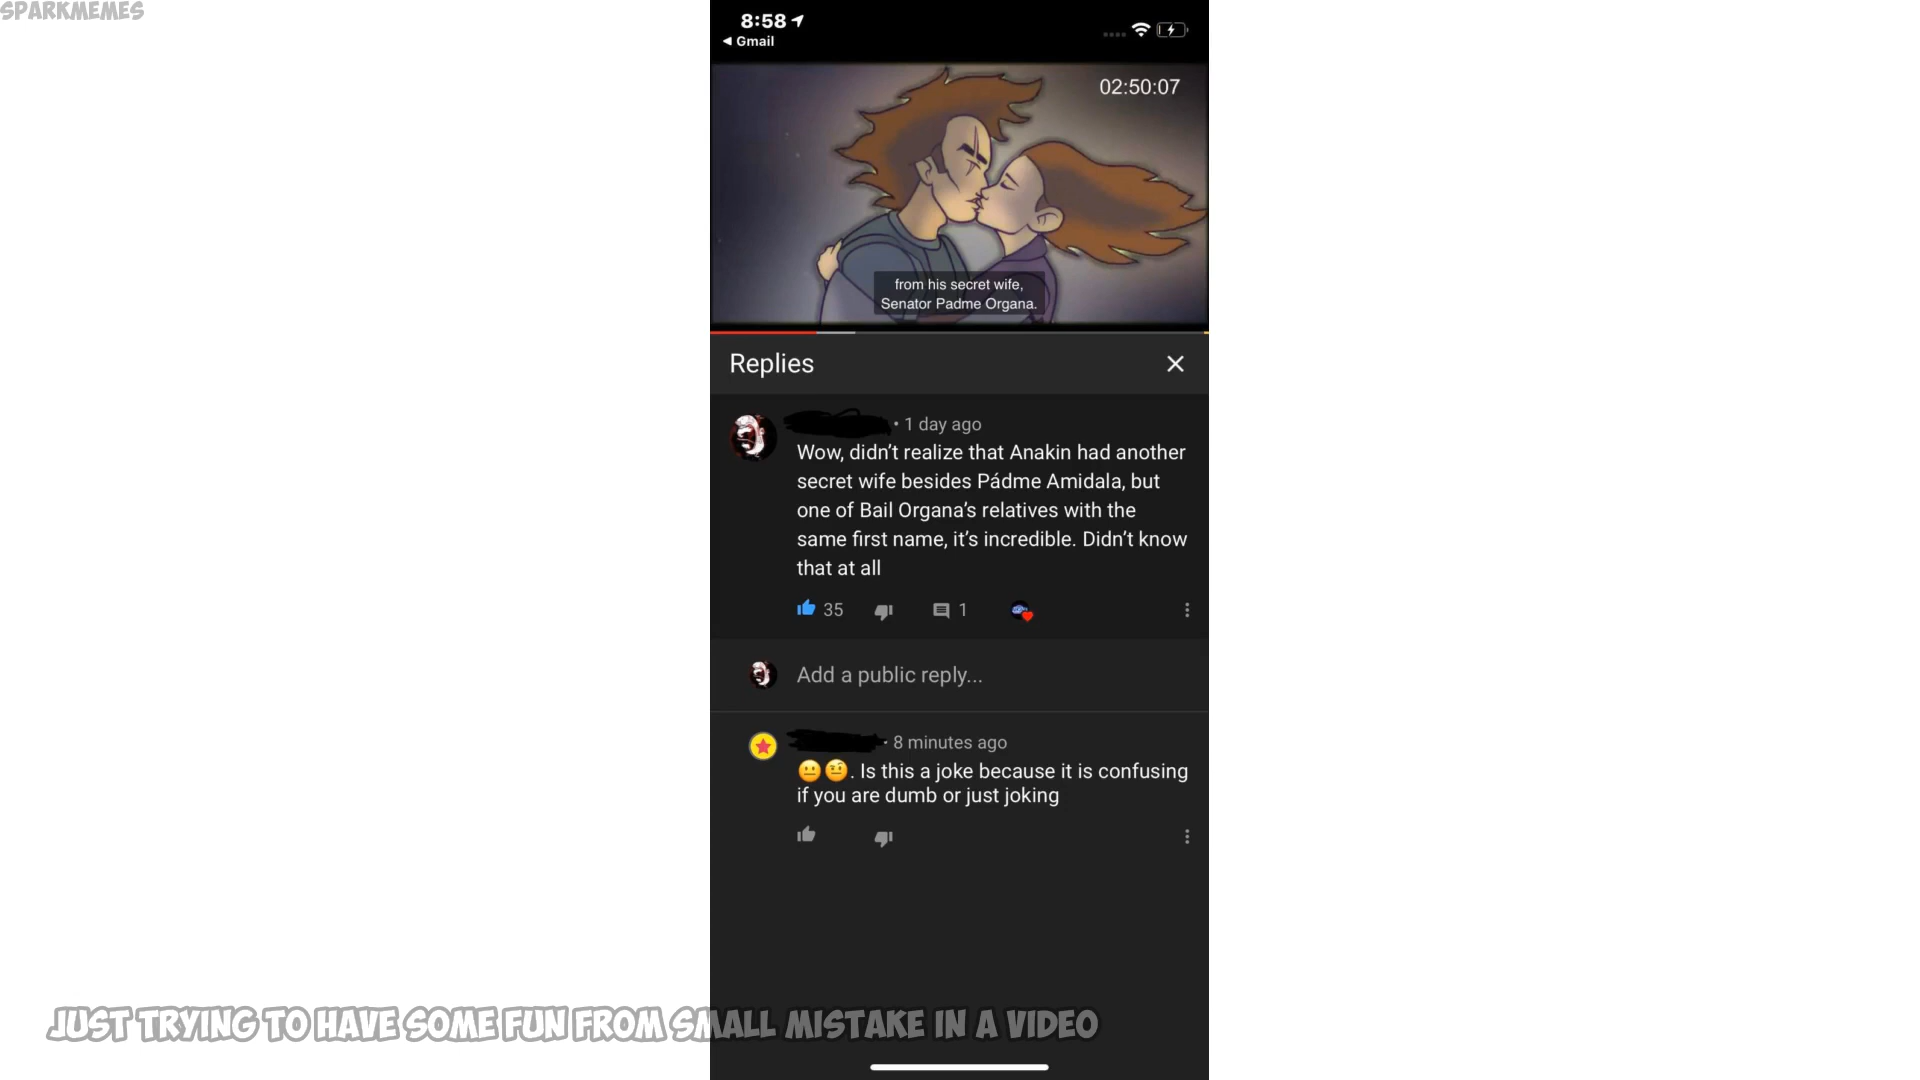 SPARKMEMES
8:58
◀ Gmail
02:50:07
from his secret wife,
Senator Padme Organa.
Replies
• 1 day ago
Wow, didn’t realize that Anakin had another
secret wife besides Pádme Amidala, but
one of Bail Organa’s relatives with the
same first name, it’s incredible. Didn’t know
that at all
35 1
Add a public reply...
• 8 minutes ago
😐🤨. Is this a joke because it is confusing
if you are dumb or just joking
JUST TRYING TO HAVE SOME FUN FROM SMALL MISTAKE IN A VIDEO